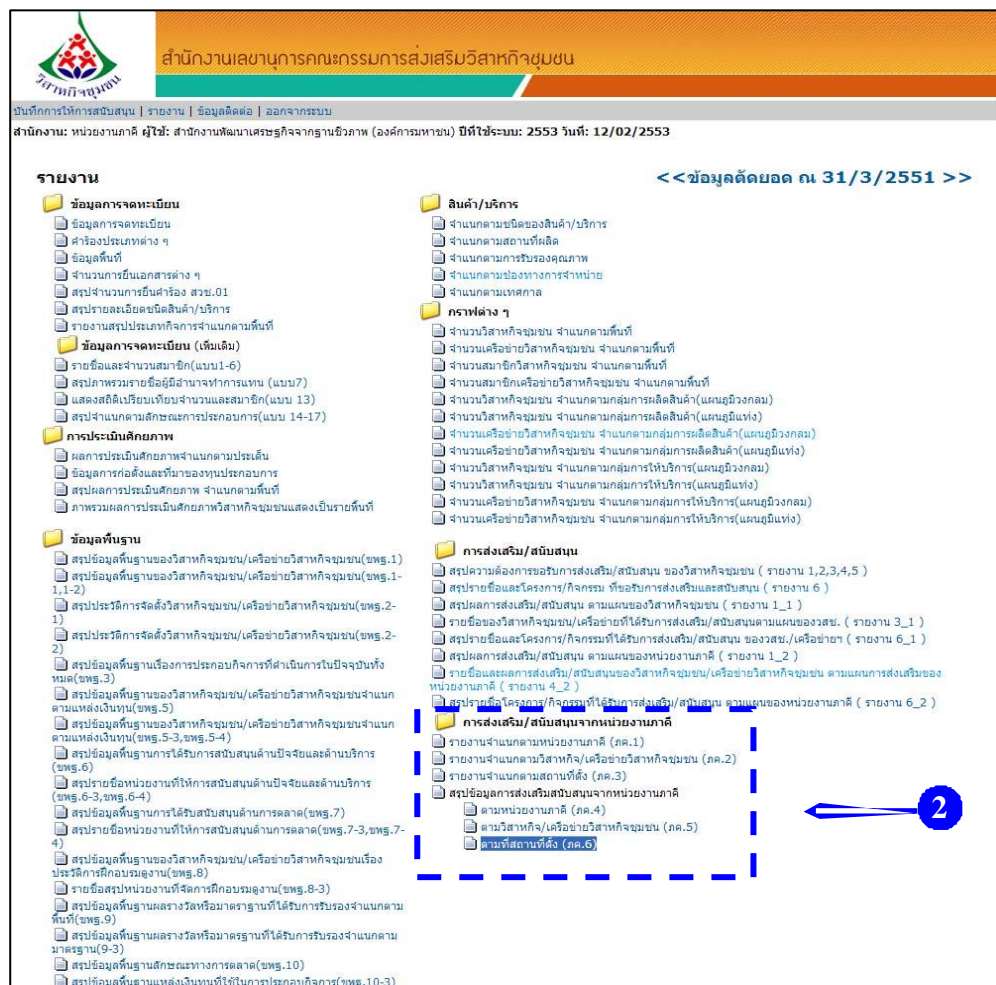 สำนักงานเลขานุการคณะกรรมการส่งเสริมวิสาหกิจชุมชน
วิสาหกิจชุมชน
บันทึกการให้การสนับสนุน | รายงาน | ข้อมูลติดต่อ | ออกจากระบบ
สำนักงาน: หน่วยงานภาคี ผู้ใช้: สำนักงานพัฒนาเศรษฐกิจจากฐานชีวภาพ (องค์การมหาชน) ปีที่ใช้ระบบ: 2553 วันที่: 12/02/2553
รายงาน
<<ข้อมูลตัดยอด ณ 31/3/2551 >>
ข้อมูลการจดทะเบียน
ข้อมูลการจดทะเบียน
คำร้องประเภทต่าง ๆ
ข้อมูลพื้นที่
จำนวนการยื่นเอกสารต่าง ๆ
สรุปจำนวนการยื่นคำร้อง สวช.01
สรุปรายละเอียดชนิดสินค้า/บริการ
รายงานสรุปประเภทกิจการจำแนกตามพื้นที่
ข้อมูลการจดทะเบียน (เพิ่มเติม)
รายชื่อและจำนวนสมาชิก(แบบ1-6)
สรุปภาพรวมรายชื่อผู้มีอำนาจทำการแทน (แบบ7)
แสดงสถิติเปรียบเทียบจำนวนและสมาชิก(แบบ 13)
สรุปจำแนกตามลักษณะการประกอบการ(แบบ 14-17)
การประเมินศักยภาพ
ผลการประเมินศักยภาพจำแนกตามประเด็น
ข้อมูลการก่อตั้งและที่มาของทุนประกอบการ
สรุปผลการประเมินศักยภาพ จำแนกตามพื้นที่
ภาพรวมผลการประเมินศักยภาพวิสาหกิจชุมชนแสดงเป็นรายพื้นที่
ข้อมูลพื้นฐาน
สรุปข้อมูลพื้นฐานของวิสาหกิจชุมชน/เครือข่ายวิสาหกิจชุมชน(ขพฐ.1)
สรุปข้อมูลพื้นฐานของวิสาหกิจชุมชน/เครือข่ายวิสาหกิจชุมชน(ขพฐ.1-
1,1-2)
สรุปประวัติการจัดตั้งวิสาหกิจชุมชน/เครือข่ายวิสาหกิจชุมชน(ขพฐ.2-
1)
สรุปประวัติการจัดตั้งวิสาหกิจชุมชน/เครือข่ายวิสาหกิจชุมชน(ขพฐ.2-
2)
สรุปข้อมูลพื้นฐานเรื่องการประกอบกิจการที่ดำเนินการในปัจจุบันทั้ง
หมด(ขพฐ.3)
สรุปข้อมูลพื้นฐานของวิสาหกิจชุมชน/เครือข่ายวิสาหกิจชุมชนจำแนก
ตามแหล่งเงินทุน(ขพฐ.5)
สรุปข้อมูลพื้นฐานของวิสาหกิจชุมชน/เครือข่ายวิสาหกิจชุมชนจำแนก
ตามแหล่งเงินทุน(ขพฐ.5-3,ขพฐ.5-4)
สรุปข้อมูลพื้นฐานการได้รับการสนับสนุนด้านปัจจัยและด้านบริการ
(ขพฐ.6)
สรุปรายชื่อหน่วยงานที่ให้การสนับสนุนด้านปัจจัยและด้านบริการ
(ขพฐ.6-3,ขพฐ.6-4)
สรุปข้อมูลพื้นฐานการได้รับสนับสนุนด้านการตลาด(ขพฐ.7)
สรุปรายชื่อหน่วยงานที่ให้การสนับสนุนด้านการตลาด(ขพฐ.7-3,ขพฐ.7-
4)
สรุปข้อมูลพื้นฐานของวิสาหกิจชุมชน/เครือข่ายวิสาหกิจชุมชนเรื่อง
ประวัติการฝึกอบรมดูงาน(ขพฐ.8)
รายชื่อสรุปหน่วยงานที่จัดการฝึกอบรมดูงาน(ขพฐ.8-3)
สรุปข้อมูลพื้นฐานผลรางวัลหรือมาตราฐานที่ได้รับการรับรองจำแนกตาม
พื้นที่(ขพฐ.9)
สรุปข้อมูลพื้นฐานผลรางวัลหรือมาตรฐานที่ได้รับการรับรองจำแนกตาม
มาตรฐาน(9-3)
สรุปข้อมูลพื้นฐานลักษณะทางการตลาด(ขพฐ.10)
สรุปข้อมูลพื้นฐานแหล่งเงินทุนที่ใช้ในการประกอบกิจการ(ขพฐ.10-3)
สินค้า/บริการ
จำแนกตามชนิดของสินค้า/บริการ
จำแนกตามสถานที่ผลิต
จำแนกตามการรับรองคุณภาพ
จำแนกตามช่องทางการจำหน่าย
จำแนกตามเทศกาล
กราฟต่าง ๆ
จำนวนวิสาหกิจชุมชน จำแนกตามพื้นที่
จำนวนเครือข่ายวิสาหกิจชุมชน จำแนกตามพื้นที่
จำนวนสมาชิกวิสาหกิจชุมชน จำแนกตามพื้นที่
จำนวนสมาชิกเครือข่ายวิสาหกิจชุมชน จำแนกตามพื้นที่
จำนวนวิสาหกิจชุมชน จำแนกตามกลุ่มการผลิตสินค้า(แผนภูมิวงกลม)
จำนวนวิสาหกิจชุมชน จำแนกตามกลุ่มการผลิตสินค้า(แผนภูมิแท่ง)
จำนวนเครือข่ายวิสาหกิจชุมชน จำแนกตามกลุ่มการผลิตสินค้า(แผนภูมิวงกลม)
จำนวนเครือข่ายวิสาหกิจชุมชน จำแนกตามกลุ่มการผลิตสินค้า(แผนภูมิแท่ง)
จำนวนวิสาหกิจชุมชน จำแนกตามกลุ่มการให้บริการ(แผนภูมิวงกลม)
จำนวนวิสาหกิจชุมชน จำแนกตามกลุ่มการให้บริการ(แผนภูมิแท่ง)
จำนวนเครือข่ายวิสาหกิจชุมชน จำแนกตามกลุ่มการให้บริการ(แผนภูมิวงกลม)
จำนวนเครือข่ายวิสาหกิจชุมชน จำแนกตามกลุ่มการให้บริการ(แผนภูมิแท่ง)
การส่งเสริม/สนับสนุน
สรุปความต้องการขอรับการส่งเสริม/สนับสนุน ของวิสาหกิจชุมชน ( รายงาน 1,2,3,4,5 )
สรุปรายชื่อและโครงการ/กิจกรรม ที่ขอรับการส่งเสริมและสนับสนุน ( รายงาน 6 )
สรุปผลการส่งเสริม/สนับสนุน ตามแผนของวิสาหกิจชุมชน ( รายงาน 1_1 )
รายชื่อของวิสาหกิจชุมชน/เครือข่ายที่ได้รับการส่งเสริม/สนับสนุนตามแผนของวสช. ( รายงาน 3_1 )
สรุปรายชื่อและโครงการ/กิจกรรมที่ได้รับการส่งเสริม/สนับสนุน ของวสช./เครือข่ายฯ ( รายงาน 6_1 )
สรุปผลการส่งเสริม/สนับสนุน ตามแผนของหน่วยงานภาคี ( รายงาน 1_2 )
รายชื่อและผลการส่งเสริม/สนับสนุนของวิสาหกิจชุมชน/เครือข่ายวิสาหกิจชุมชน ตามแผนการส่งเสริมของ
หน่วยงานภาคี ( รายงาน 4_2 )
สรุปรายชื่อโครงการ/กิจกรรมที่ได้รับการส่งเสริม/สนับสนุน ตามแผนของหน่วยงานภาคี ( รายงาน 6_2 )
การส่งเสริม/สนับสนุนจากหน่วยงานภาคี
รายงานจำแนกตามหน่วยงานภาคี (ภค.1)
รายงานจำแนกตามวิสาหกิจ/เครือข่ายวิสาหกิจชุมชน (ภค.2)
รายงานจำแนกตามสถานที่ตั้ง (ภค.3)
สรุปข้อมูลการส่งเสริมสนับสนุนจากหน่วยงานภาคี
ตามหน่วยงานภาคี (ภค.4)
ตามวิสาหกิจ/เครือข่ายวิสาหกิจชุมชน (ภค.5)
ตามที่สถานที่ตั้ง (ภค.6)
2